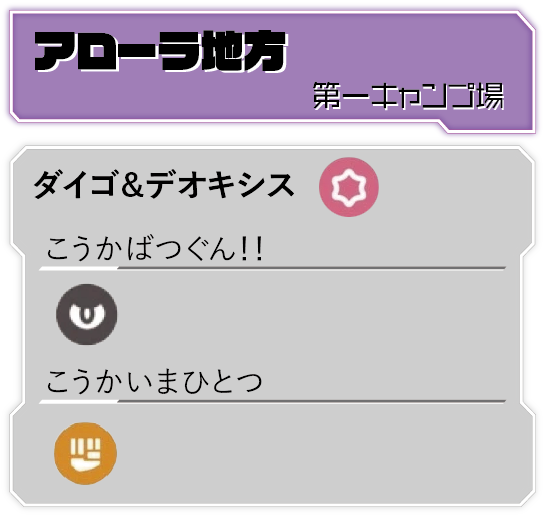 アローラ地方
第一キャンプ場
ダイゴ&デオキシス
こうかばつぐん!!
こうかいまひとつ